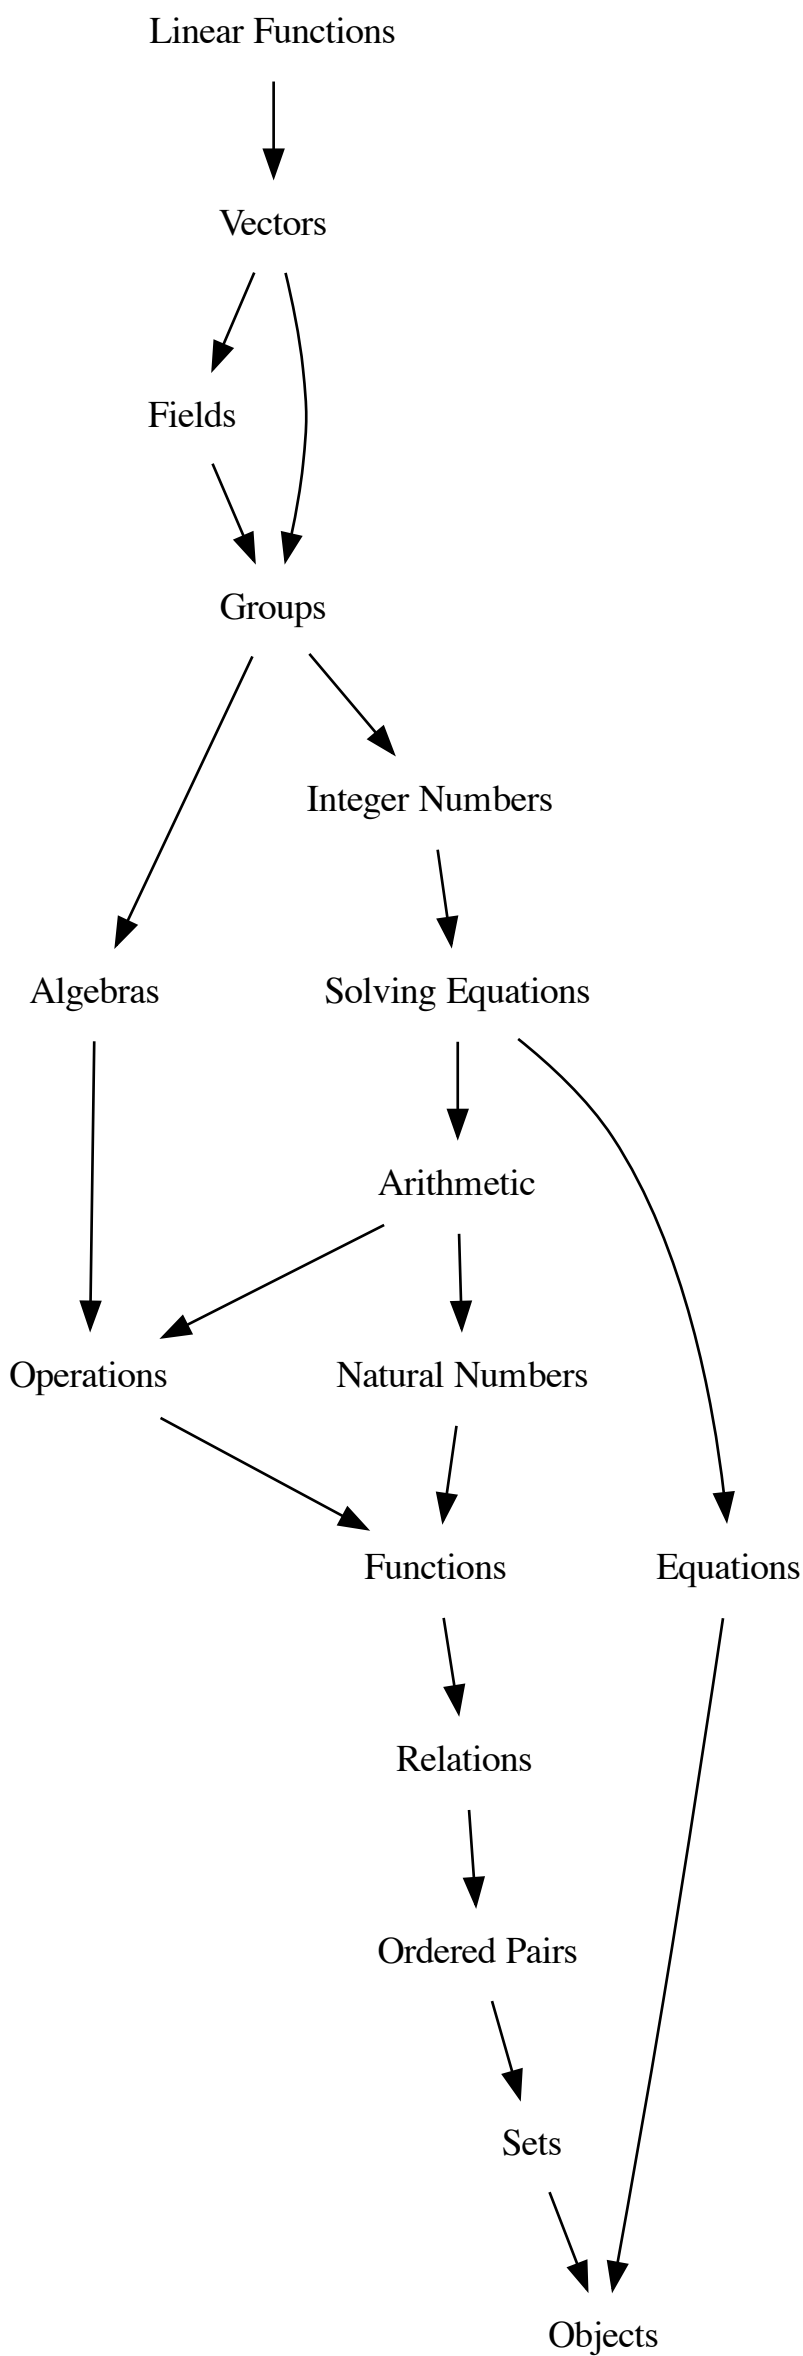 Linear Functions
Vectors
Fields
Groups
Integer Numbers
Algebras
Solving Equations
Arithmetic
Operations
Natural Numbers
Functions
Equations
Relations
Ordered Pairs
Sets
Objects